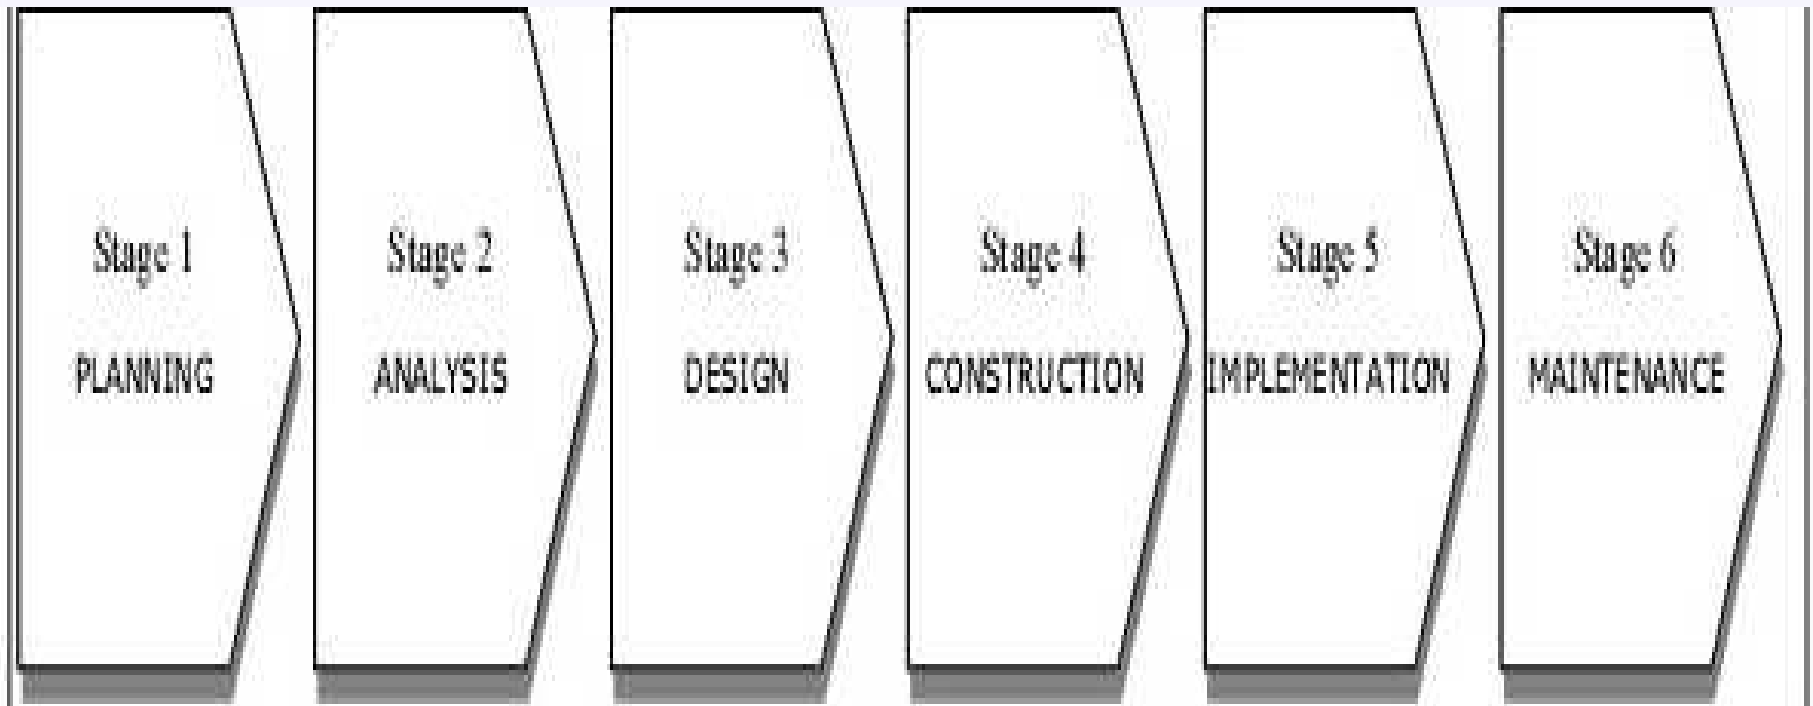 Stage 1
PLANNING
Stage 2
ANALYSIS
Stage 3
DESIGN
Stage 4
CONSTRUCTION
Stage 5
IMPLEMENTATION
Stage 6
MAINTENANCE